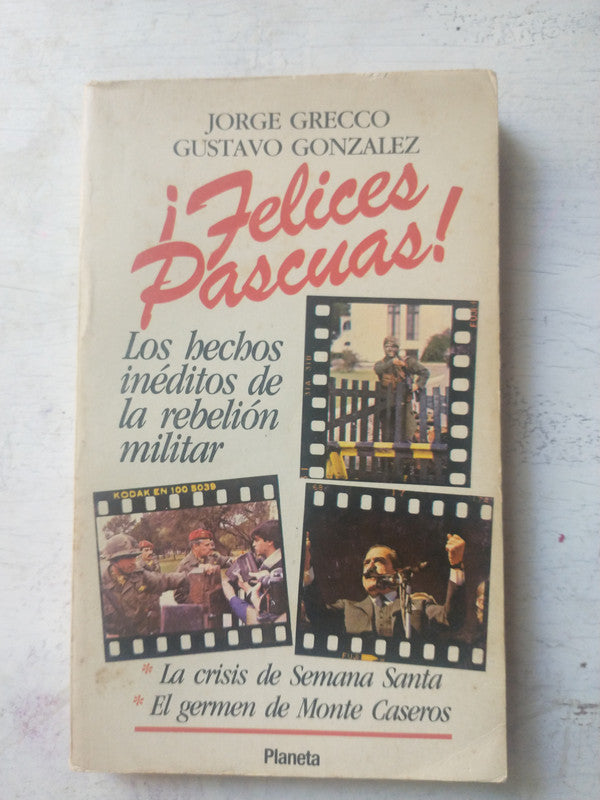 JORGE GRECCO
GUSTAVO GONZALEZ
¡Felices
Pascuas!
Los hechos
inéditos de
la rebelión
militar
KODAK EN 100 5039
* La crisis de Semana Santa
* El germen de Monte Caseros
Planeta